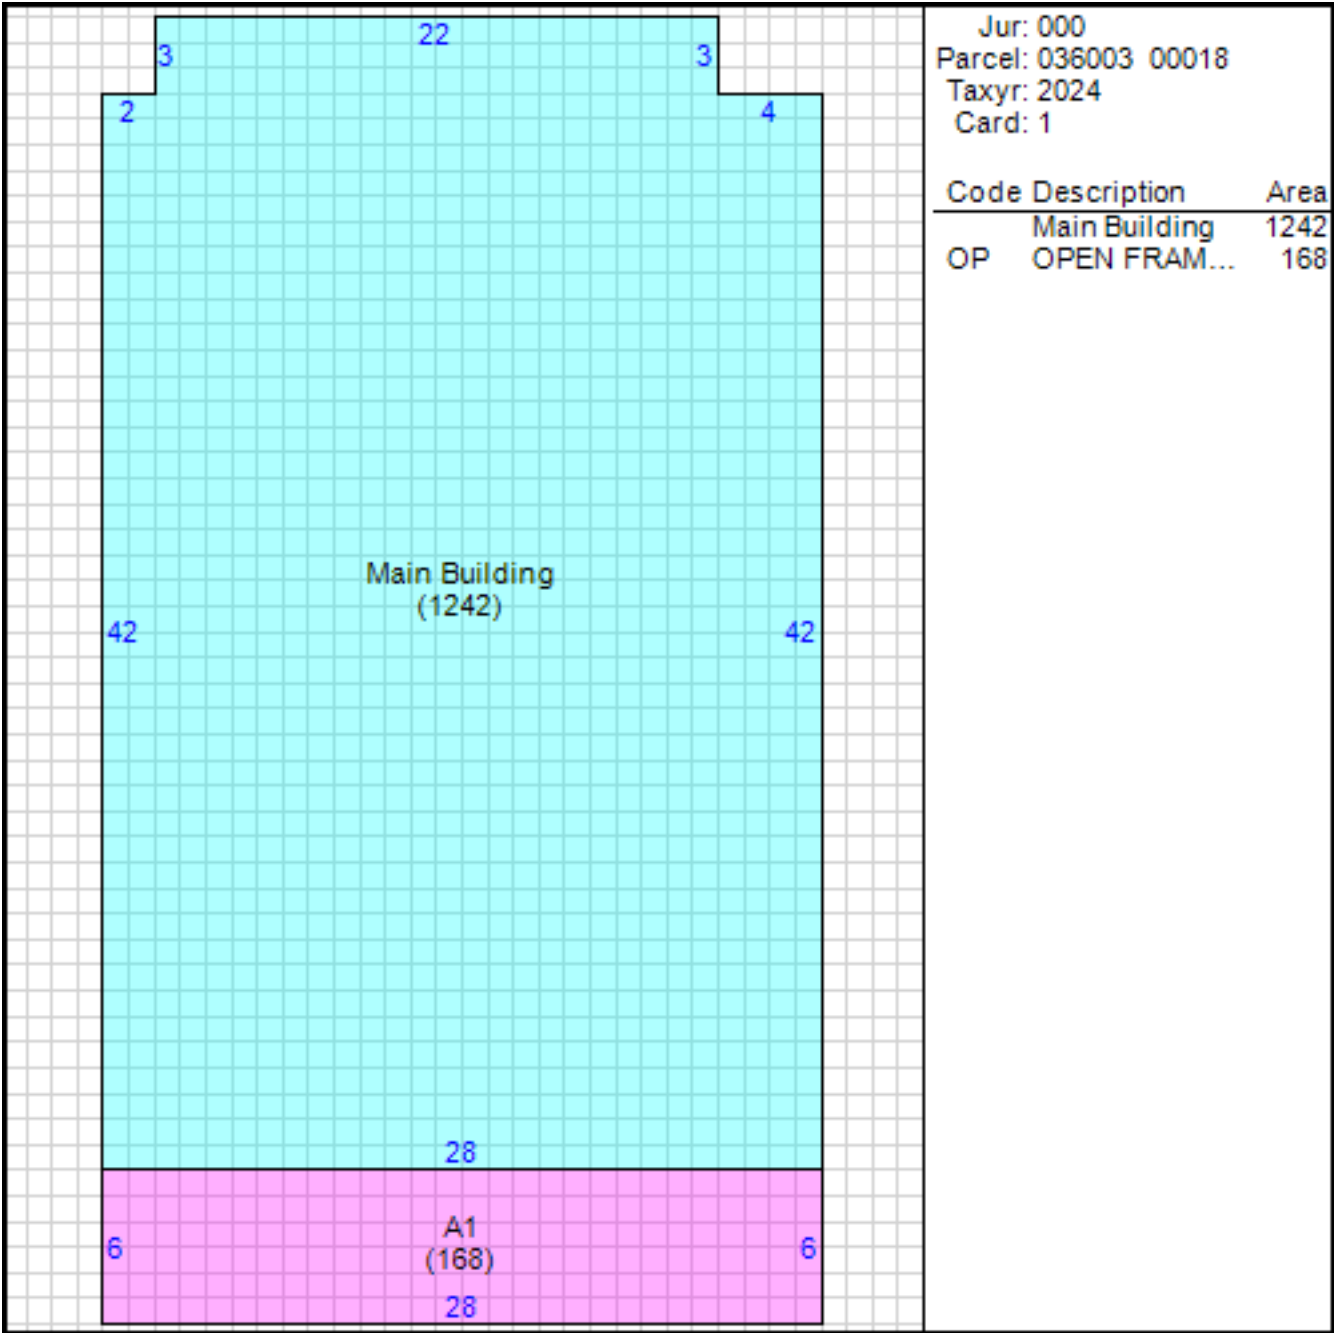 22
3 3
2 4
Main Building
(1242)
42 42
28
A1
(168)
6 6
28
Jur: 000
Parcel: 036003 00018
Taxyr: 2024
Card: 1
Code Description Area
Main Building 1242
OP OPEN FRAM... 168